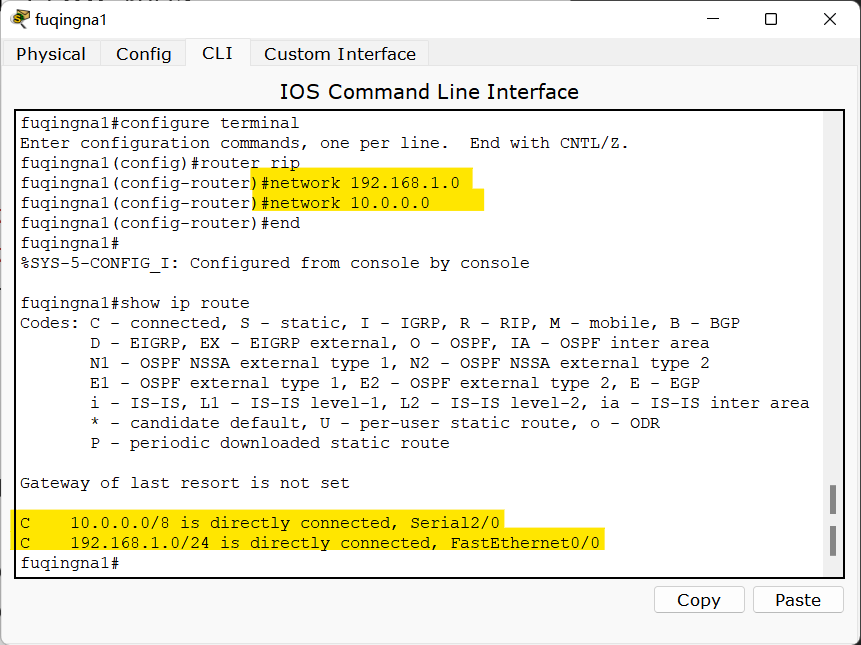 fuqingna1
Physical Config CLI Custom Interface
IOS Command Line Interface
fuqingna1#configure terminal
Enter configuration commands, one per line.  End with CNTL/Z.
fuqingna1(config)#router rip
fuqingna1(config-router)#network 192.168.1.0
fuqingna1(config-router)#network 10.0.0.0
fuqingna1(config-router)#end
fuqingna1#
%SYS-5-CONFIG_I: Configured from console by console
fuqingna1#show ip route
Codes: C - connected, S - static, I - IGRP, R - RIP, M - mobile, B - BGP
       D - EIGRP, EX - EIGRP external, O - OSPF, IA - OSPF inter area
       N1 - OSPF NSSA external type 1, N2 - OSPF NSSA external type 2
       E1 - OSPF external type 1, E2 - OSPF external type 2, E - EGP
       i - IS-IS, L1 - IS-IS level-1, L2 - IS-IS level-2, ia - IS-IS inter area
       * - candidate default, U - per-user static route, o - ODR
       P - periodic downloaded static route
Gateway of last resort is not set
C    10.0.0.0/8 is directly connected, Serial2/0
C    192.168.1.0/24 is directly connected, FastEthernet0/0
fuqingna1#
Copy Paste